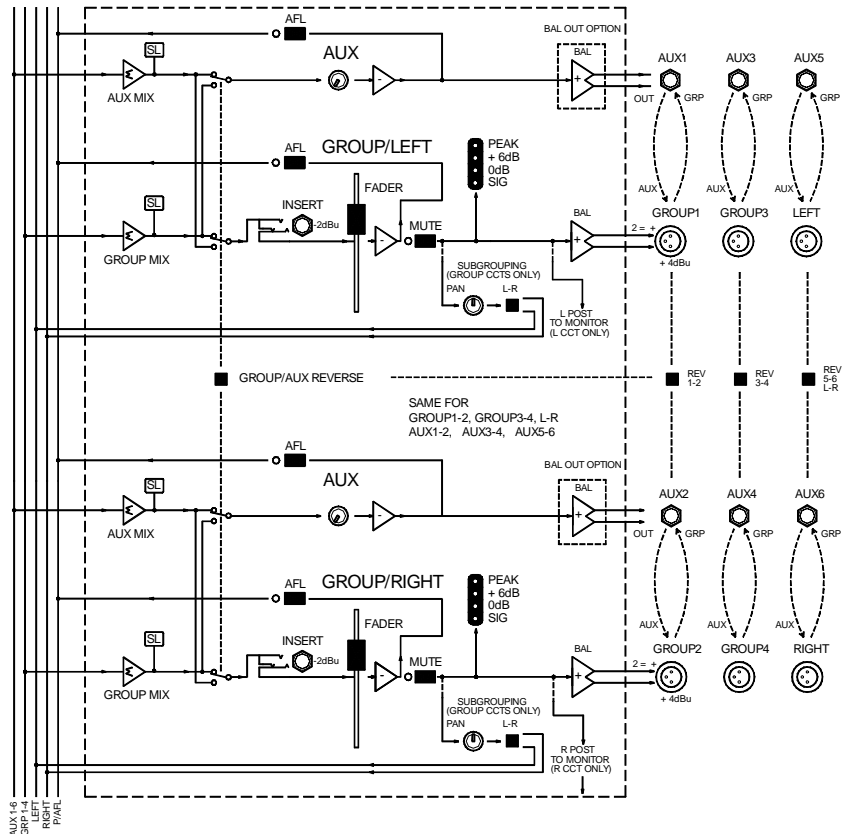 AFL
SL
AUX
BAL OUT OPTION
BAL
AUX1 AUX3 AUX5
+
-
Σ
AUX MIX
OUT GRP GRP GRP
AFL
GROUP/LEFT
PEAK
+ 6dB
0dB
SIG
SL
INSERT
FADER
-2dBu
MUTE
BAL
AUX AUX AUX
GROUP1 GROUP3 LEFT
2 = +
+
-
Σ
GROUP MIX
+ 4dBu
SUBGROUPING
(GROUP CCTS ONLY)
PAN L-R
L POST
TO MONITOR
(L CCT ONLY)
GROUP/AUX REVERSE
REV
1-2
REV
3-4
REV
5-6
L-R
SAME FOR
GROUP1-2, GROUP3-4, L-R
AUX1-2, AUX3-4, AUX5-6
AFL
SL
AUX
BAL OUT OPTION
BAL
AUX2 AUX4 AUX6
+
-
Σ
AUX MIX
OUT GRP GRP GRP
AFL
GROUP/RIGHT
PEAK
+ 6dB
0dB
SIG
SL
INSERT
FADER
-2dBu
MUTE
BAL
AUX AUX AUX
GROUP2 GROUP4 RIGHT
2 = +
+
-
Σ
GROUP MIX
+ 4dBu
SUBGROUPING
(GROUP CCTS ONLY)
PAN L-R
R POST
TO MONITOR
(R CCT ONLY)
AUX 1-6
GRP 1-4
LEFT
RIGHT
P/AFL